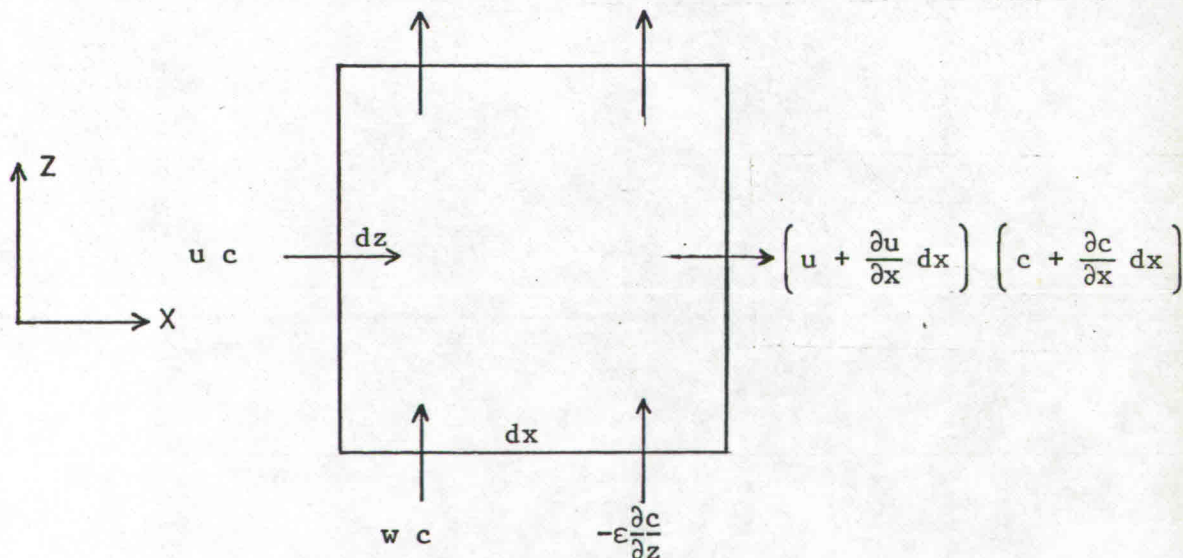 Z
u c
dz
(u + ∂u/∂x dx) (c + ∂c/∂x dx)
X
dx
w c
-ε∂c/∂z